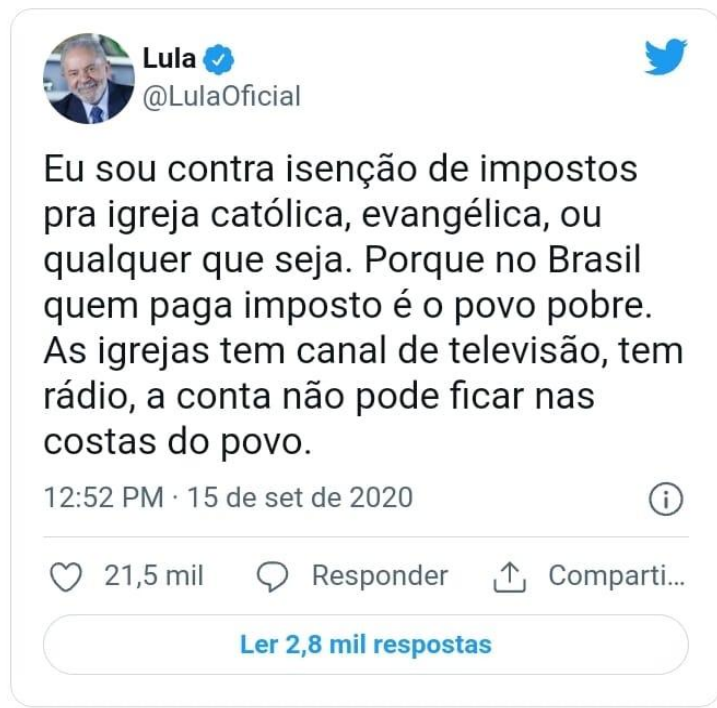 Lula
@LulaOficial
Eu sou contra isenção de impostos
pra igreja católica, evangélica, ou
qualquer que seja. Porque no Brasil
quem paga imposto é o povo pobre.
As igrejas tem canal de televisão, tem
rádio, a conta não pode ficar nas
costas do povo.
12:52 PM · 15 de set de 2020
21,5 mil Responder Comparti...
Ler 2,8 mil respostas